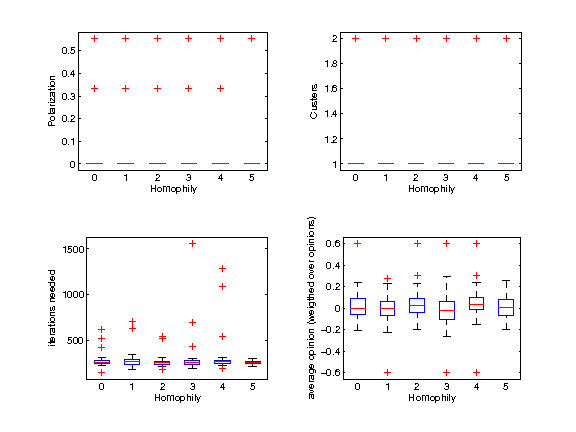 0.5
0.4
0.3
0.2
0.1
0
Polarization
0 1 2 3 4 5
Homophily
2
1.8
1.6
1.4
1.2
1
Custers
0 1 2 3 4 5
Homophily
1500
1000
500
iterations needed
0 1 2 3 4 5
Homophily
0.6
0.4
0.2
0
-0.2
-0.4
-0.6
average opinion (weigthed over opinions)
0 1 2 3 4 5
Homophily